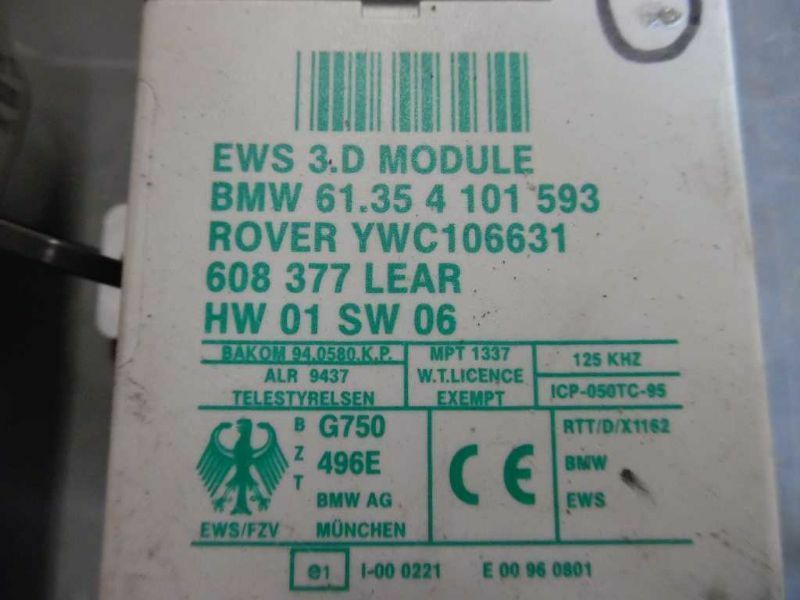 EWS 3.D MODULE
BMW 61.35 4 101 593
ROVER YWC106631
608 377 LEAR
HW 01 SW 06
BAKOM 94.0580.K.P.
ALR 9437
TELESTYRELSEN
MPT 1337
W.T.LICENCE
EXEMPT
125 KHZ
ICP-050TC-95
BZT
G750
496E
BMW AG
MÜNCHEN
EWS/FZV
CE
RTT/D/X1162
BMW
EWS
e1 I-00 0221 E 00 96 0801